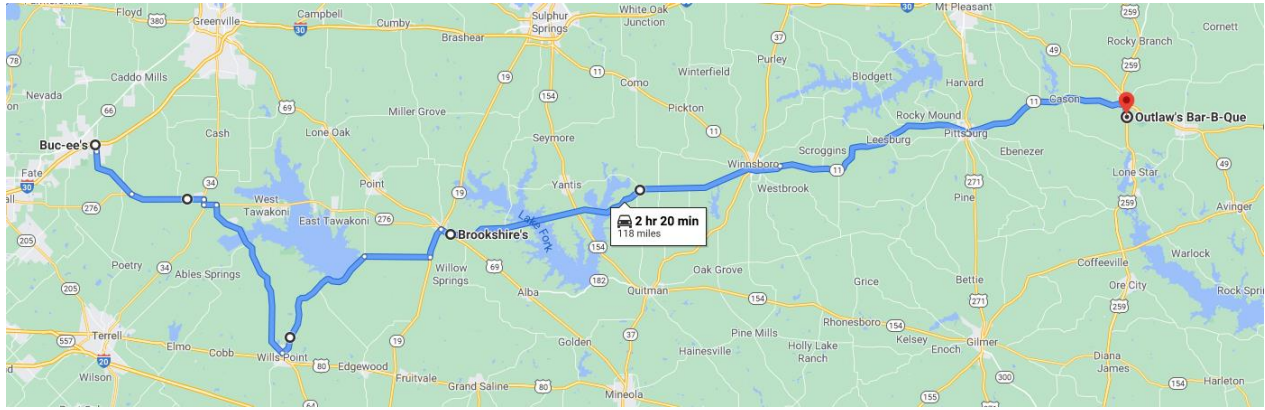 Floyd
380
Greenville
Campbell
Cumby
30
Brashear
Sulphur
Springs
White Oak
Junction
30
Mt Pleasant
259
Cornett
Rocky Branch
49
78
Caddo Mills
Nevada
66
69
19
11
37
Purley
Como
Winterfield
Blodgett
Harvard
259
Miller Grove
154
Pickton
11
Rocky Mound
11
Cason
Outlaw's Bar-B-Que
Buc-ee's
Cash
Lone Oak
Seymore
Leesburg
Pittsburg
Ebenezer
49
Fate
30
34
Point
19
Yantis
Winnsboro
Scroggins
11
Westbrook
271
Pine
Lone Star
276
West
Tawakoni
East Tawakoni
276
Brookshire's
Lake Fork
2 hr 20 min
118 miles
259
Avinger
205
Poetry
34
Ables Springs
Willow
Springs
69
154
Oak Grove
Coffeeville
Warlock
Alba
182
Quitman
154
Grice
Bettie
271
Ore City
Rock Spring
205
557
Terrell
Elmo
Cobb
Wills Point
80
Edgewood
19
Golden
37
Pine Mills
Rhonesboro
154
Kelsey
Enoch
Gilmer
259
20
Wilson
Fruitvale
Hainesville
Holly Lake
Ranch
Diana
James
154
64
Grand Saline
80
Mineola
300
155
Harleton